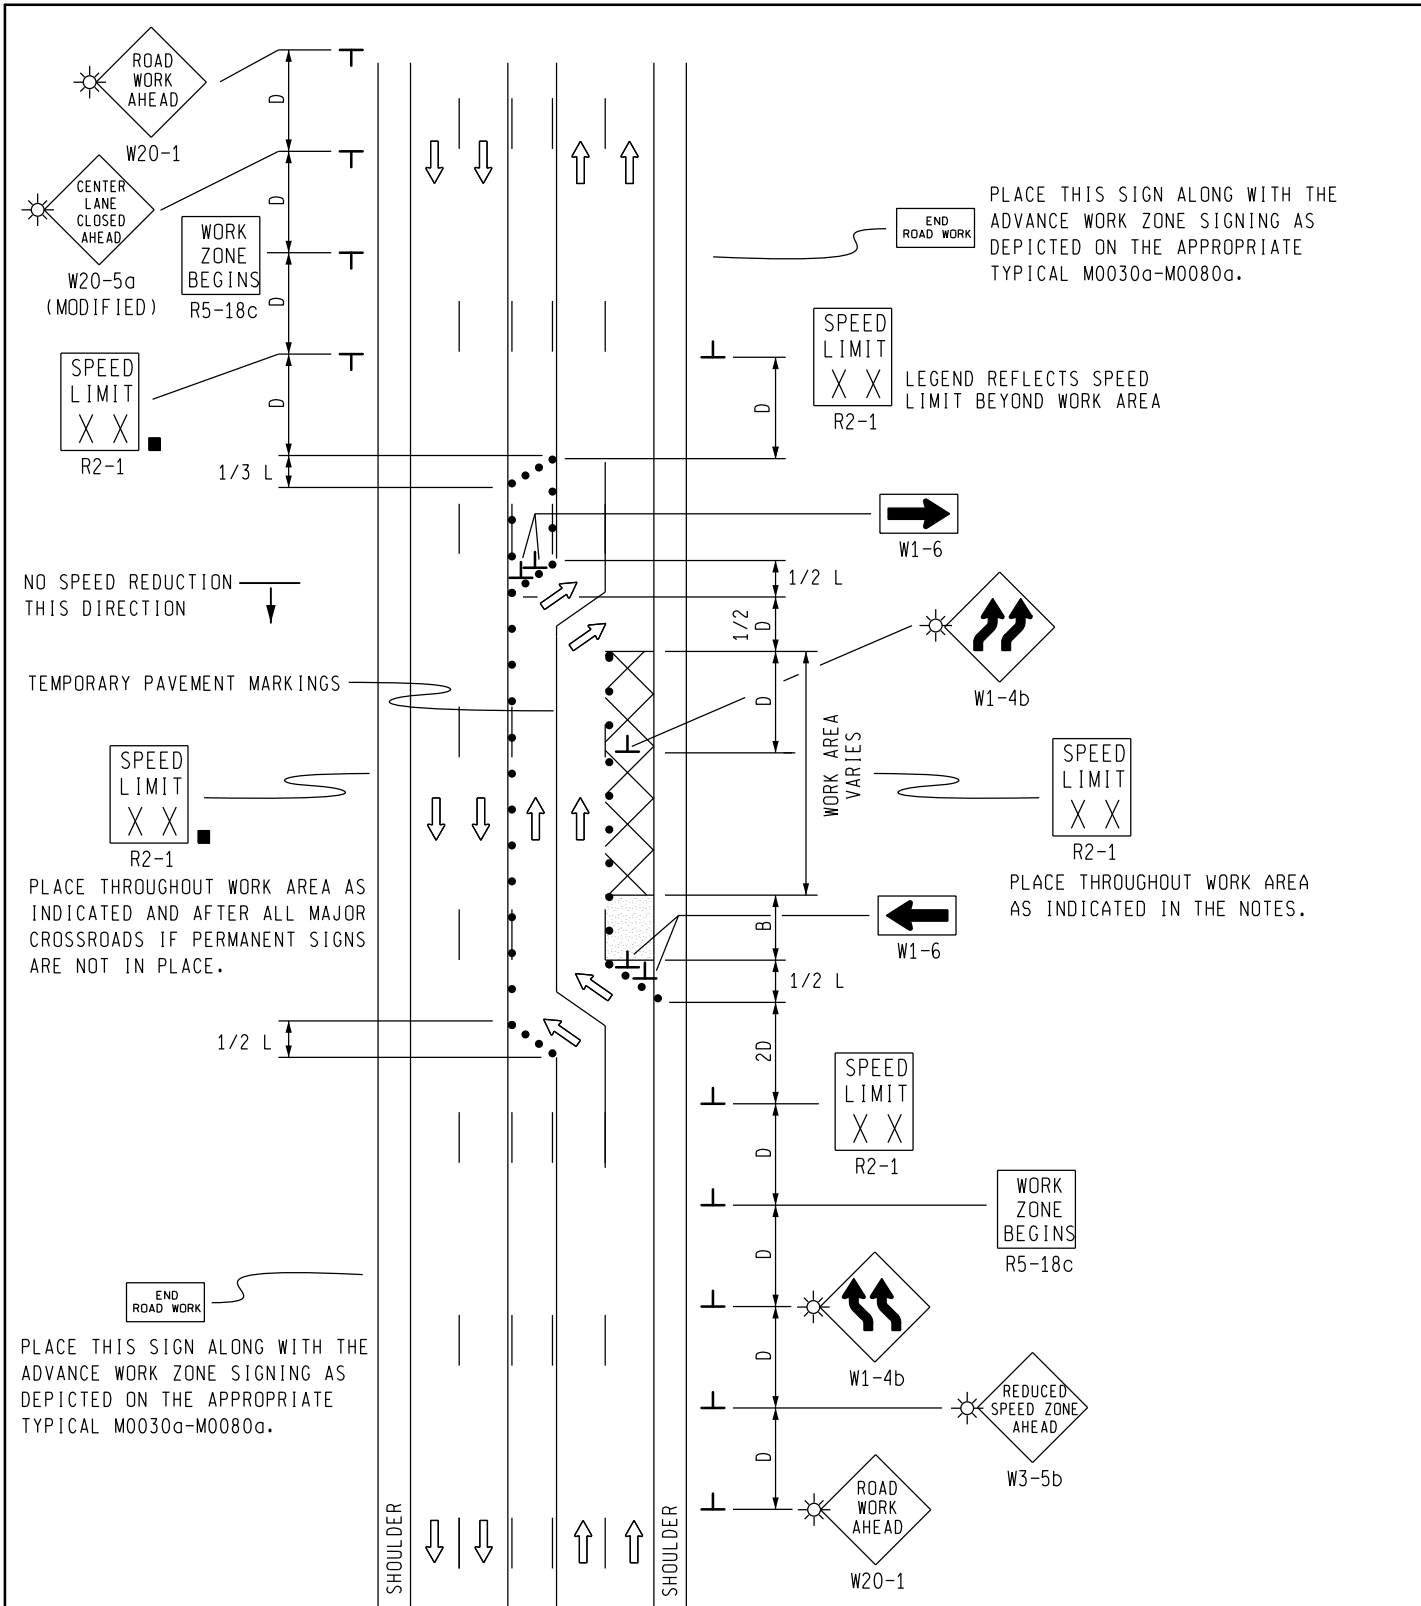 ROAD
WORK
AHEAD
W20-1
D
CENTER
LANE
CLOSED
AHEAD
W20-5a
(MODIFIED)
D
WORK
ZONE
BEGINS
R5-18c
D
SPEED
LIMIT
X X
R2-1
D
1/3 L
NO SPEED REDUCTION
THIS DIRECTION
TEMPORARY PAVEMENT MARKINGS
SPEED
LIMIT
X X
R2-1
PLACE THROUGHOUT WORK AREA AS
INDICATED AND AFTER ALL MAJOR
CROSSROADS IF PERMANENT SIGNS
ARE NOT IN PLACE.
1/2 L
END
ROAD WORK
PLACE THIS SIGN ALONG WITH THE
ADVANCE WORK ZONE SIGNING AS
DEPICTED ON THE APPROPRIATE
TYPICAL M0030a-M0080a.
SHOULDER
SHOULDER
END
ROAD WORK
PLACE THIS SIGN ALONG WITH THE
ADVANCE WORK ZONE SIGNING AS
DEPICTED ON THE APPROPRIATE
TYPICAL M0030a-M0080a.
SPEED
LIMIT
X X
R2-1
LEGEND REFLECTS SPEED
LIMIT BEYOND WORK AREA
D
W1-6
1/2 L
1/2
D
W1-4b
D
WORK AREA
VARIES
SPEED
LIMIT
X X
R2-1
PLACE THROUGHOUT WORK AREA
AS INDICATED IN THE NOTES.
B
W1-6
1/2 L
2D
SPEED
LIMIT
X X
R2-1
D
WORK
ZONE
BEGINS
R5-18c
D
W1-4b
D
REDUCED
SPEED ZONE
AHEAD
W3-5b
D
ROAD
WORK
AHEAD
W20-1